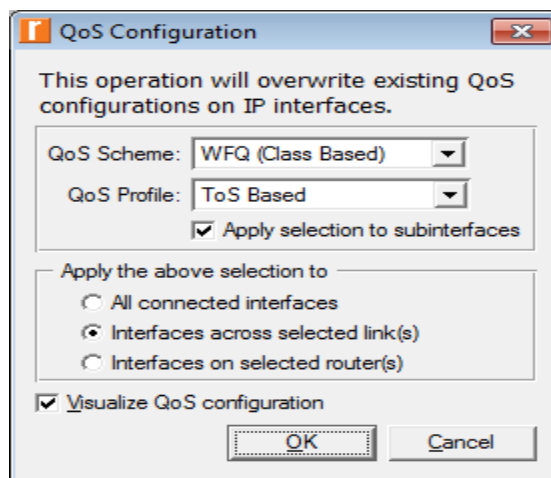 QoS Configuration
This operation will overwrite existing QoS
configurations on IP interfaces.
QoS Scheme: WFQ (Class Based)
QoS Profile: ToS Based
Apply selection to subinterfaces
Apply the above selection to
All connected interfaces
Interfaces across selected link(s)
Interfaces on selected router(s)
Visualize QoS configuration
OK Cancel